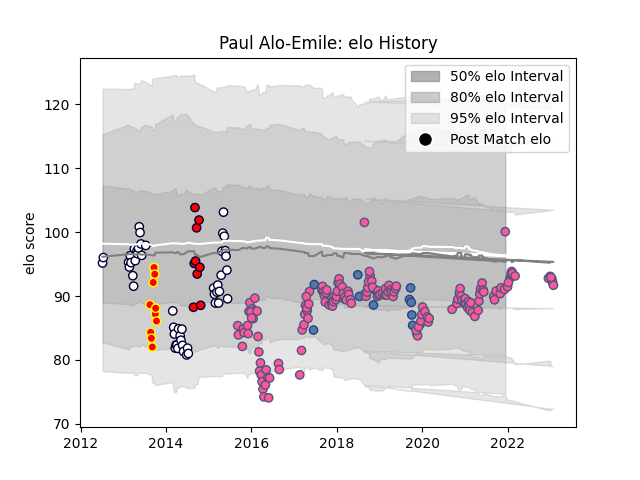 Paul Alo-Emile: elo History
50% elo Interval
80% elo Interval
95% elo Interval
Post Match elo
elo score
120
110
100
90
80
70
2012
2014
2016
2018
2020
2022